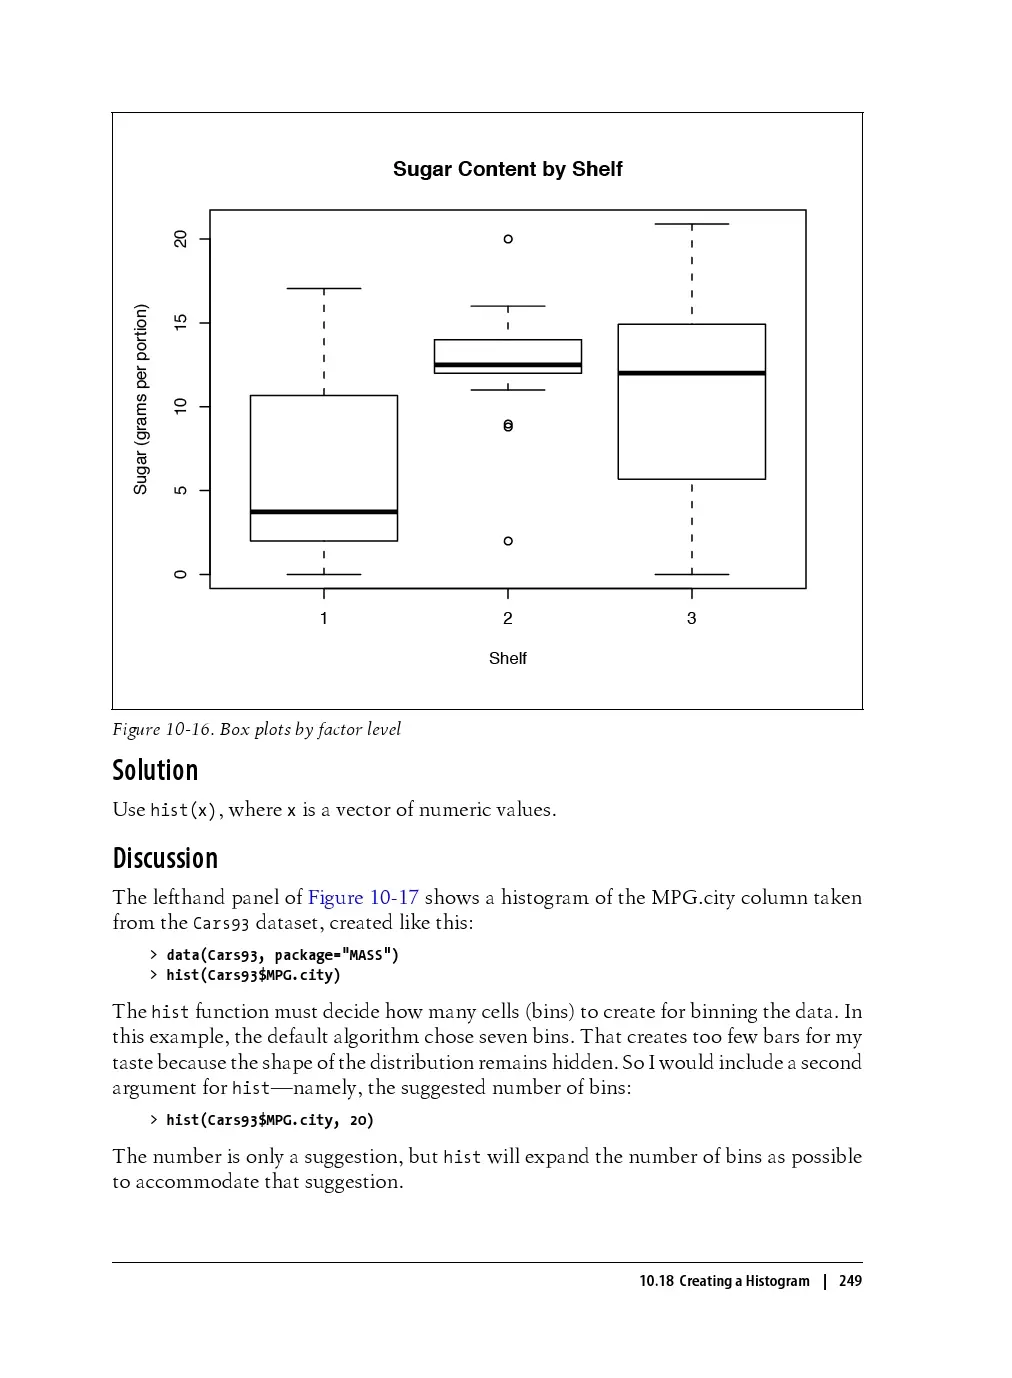 Sugar Content by Shelf
20
15
10
5
0
Sugar (grams per portion)
1 2 3
Shelf
Figure 10-16. Box plots by factor level
Solution
Use hist(x), where x is a vector of numeric values.
Discussion
The lefthand panel of Figure 10-17 shows a histogram of the MPG.city column taken
from the Cars93 dataset, created like this:
> data(Cars93, package="MASS")
> hist(Cars93$MPG.city)
The hist function must decide how many cells (bins) to create for binning the data. In
this example, the default algorithm chose seven bins. That creates too few bars for my
taste because the shape of the distribution remains hidden. So I would include a second
argument for hist—namely, the suggested number of bins:
> hist(Cars93$MPG.city, 20)
The number is only a suggestion, but hist will expand the number of bins as possible
to accommodate that suggestion.
10.18 Creating a Histogram | 249